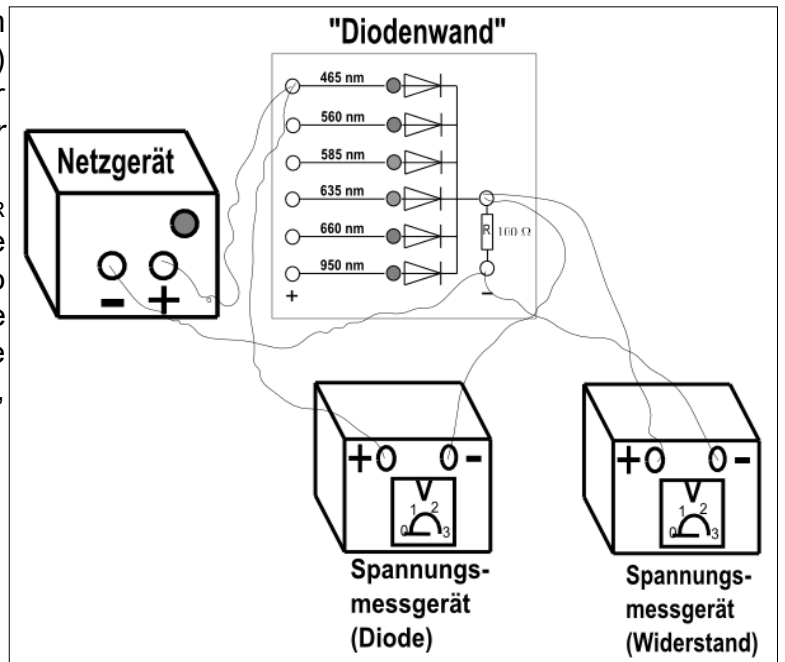 "Diodenwand"
465 nm
560 nm
585 nm
635 nm
660 nm
950 nm
+
R 100 Ω
−
Netzgerät
− +
+ −
V
0 1 2 3
Spannungs-
messgerät
(Diode)
+ −
V
0 1 2 3
Spannungs-
messgerät
(Widerstand)